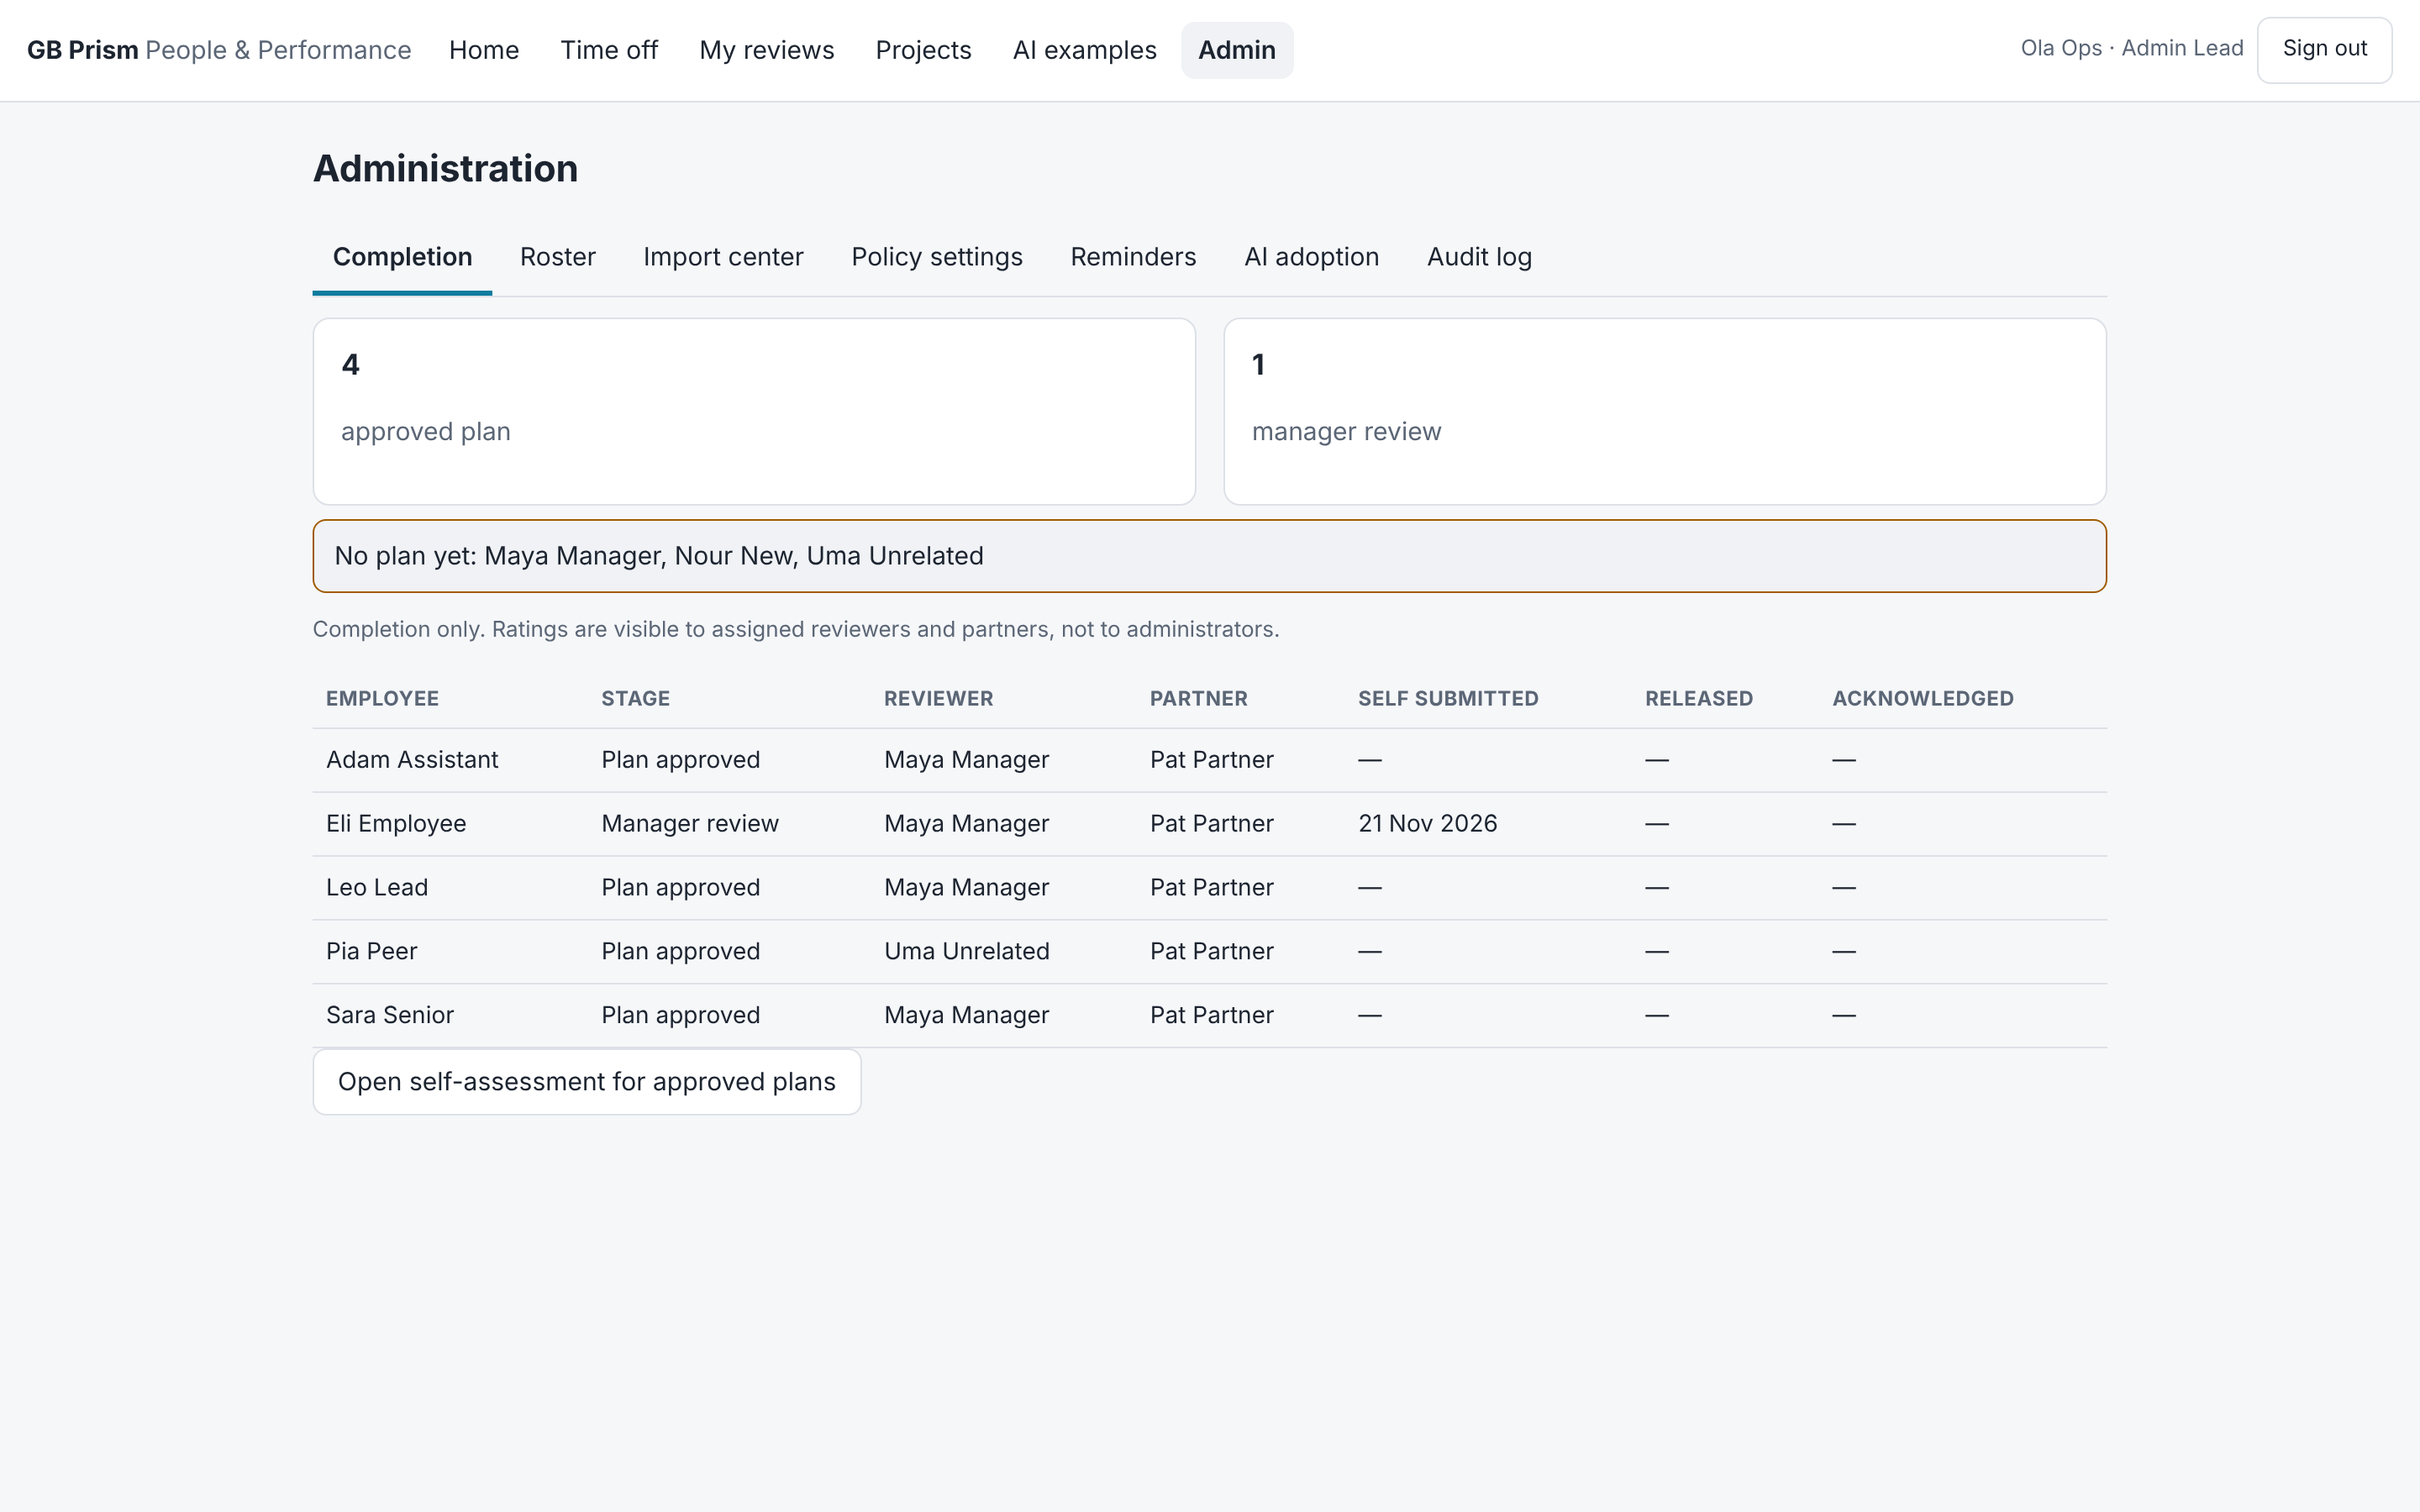 GB Prism People & Performance Home Time off My reviews Projects AI examples Admin Ola Ops · Admin Lead Sign out
Administration
Completion Roster Import center Policy settings Reminders AI adoption Audit log
4
approved plan
1
manager review
No plan yet: Maya Manager, Nour New, Uma Unrelated
Completion only. Ratings are visible to assigned reviewers and partners, not to administrators.
EMPLOYEE STAGE REVIEWER PARTNER SELF SUBMITTED RELEASED ACKNOWLEDGED
Adam Assistant Plan approved Maya Manager Pat Partner — — —
Eli Employee Manager review Maya Manager Pat Partner 21 Nov 2026 — —
Leo Lead Plan approved Maya Manager Pat Partner — — —
Pia Peer Plan approved Uma Unrelated Pat Partner — — —
Sara Senior Plan approved Maya Manager Pat Partner — — —
Open self-assessment for approved plans